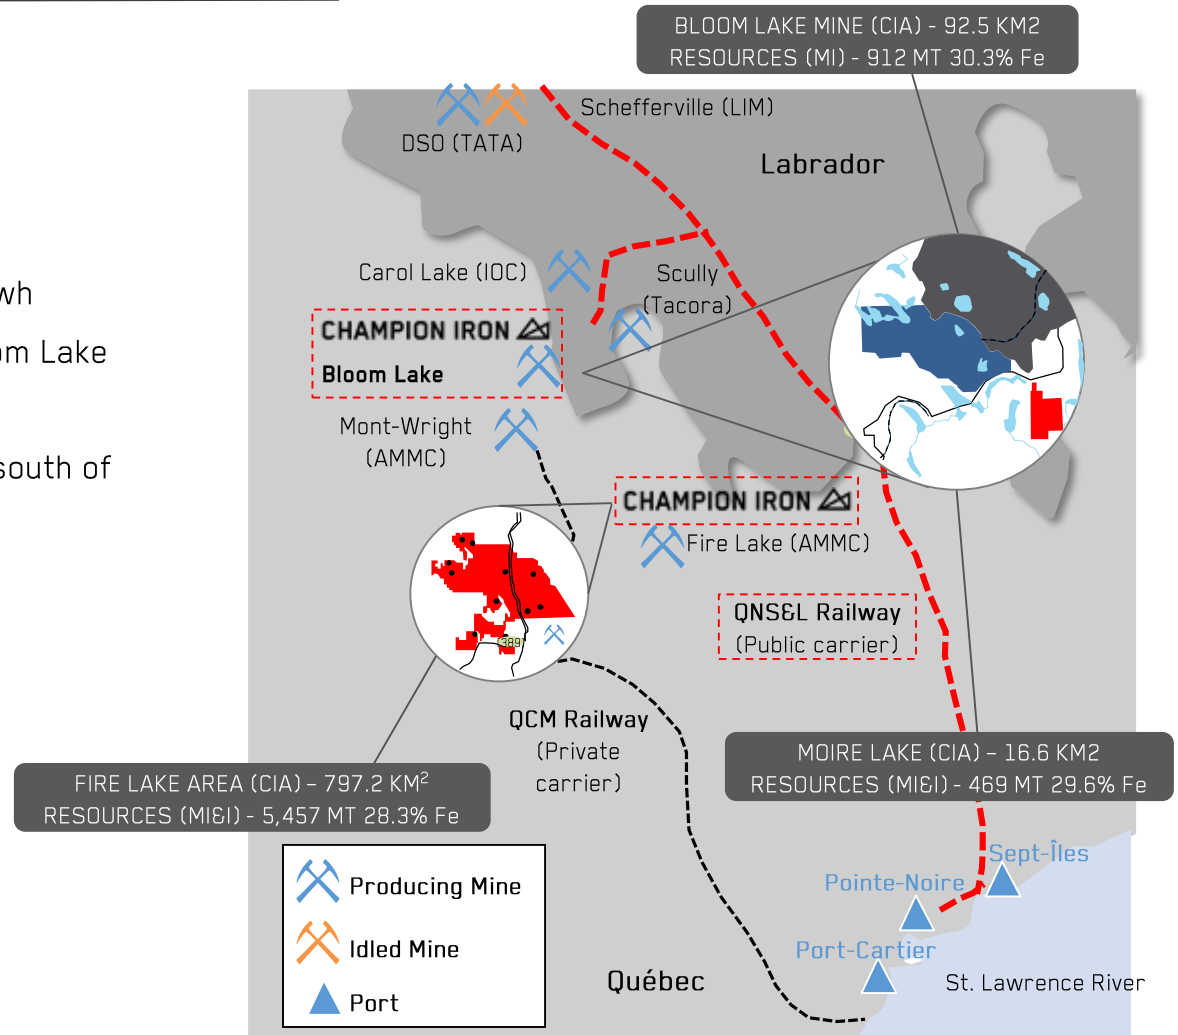 BLOOM LAKE MINE (CIA) - 92.5 KM2
RESOURCES (MI) - 912 MT 30.3% Fe
Schefferville (LIM)
DSO (TATA)
Labrador
Carol Lake (IOC)
Scully
(Tacora)
wh
CHAMPION IRON
om Lake
Bloom Lake
Mont-Wright
(AMMC)
south of
CHAMPION IRON
Fire Lake (AMMC)
QNS&L Railway
(Public carrier)
389
QCM Railway
(Private
carrier)
MOIRE LAKE (CIA) – 16.6 KM2
RESOURCES (MI&I) - 469 MT 29.6% Fe
FIRE LAKE AREA (CIA) – 797.2 KM²
RESOURCES (MI&I) - 5,457 MT 28.3% Fe
Sept-Îles
Pointe-Noire
Port-Cartier
Producing Mine
Idled Mine
Port
Québec
St. Lawrence River